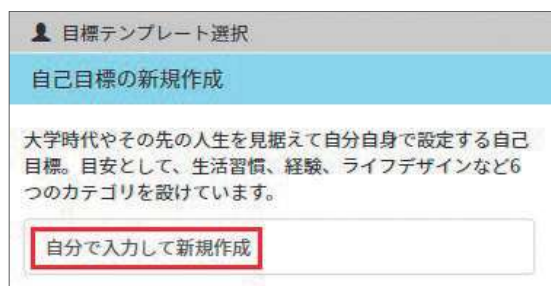 目標テンプレート選択
自己目標の新規作成
大学時代やその先の人生を見据えて自分自身で設定する自己
目標。目安として、生活習慣、経験、ライフデザインなど6
つのカテゴリを設けています。
自分で入力して新規作成